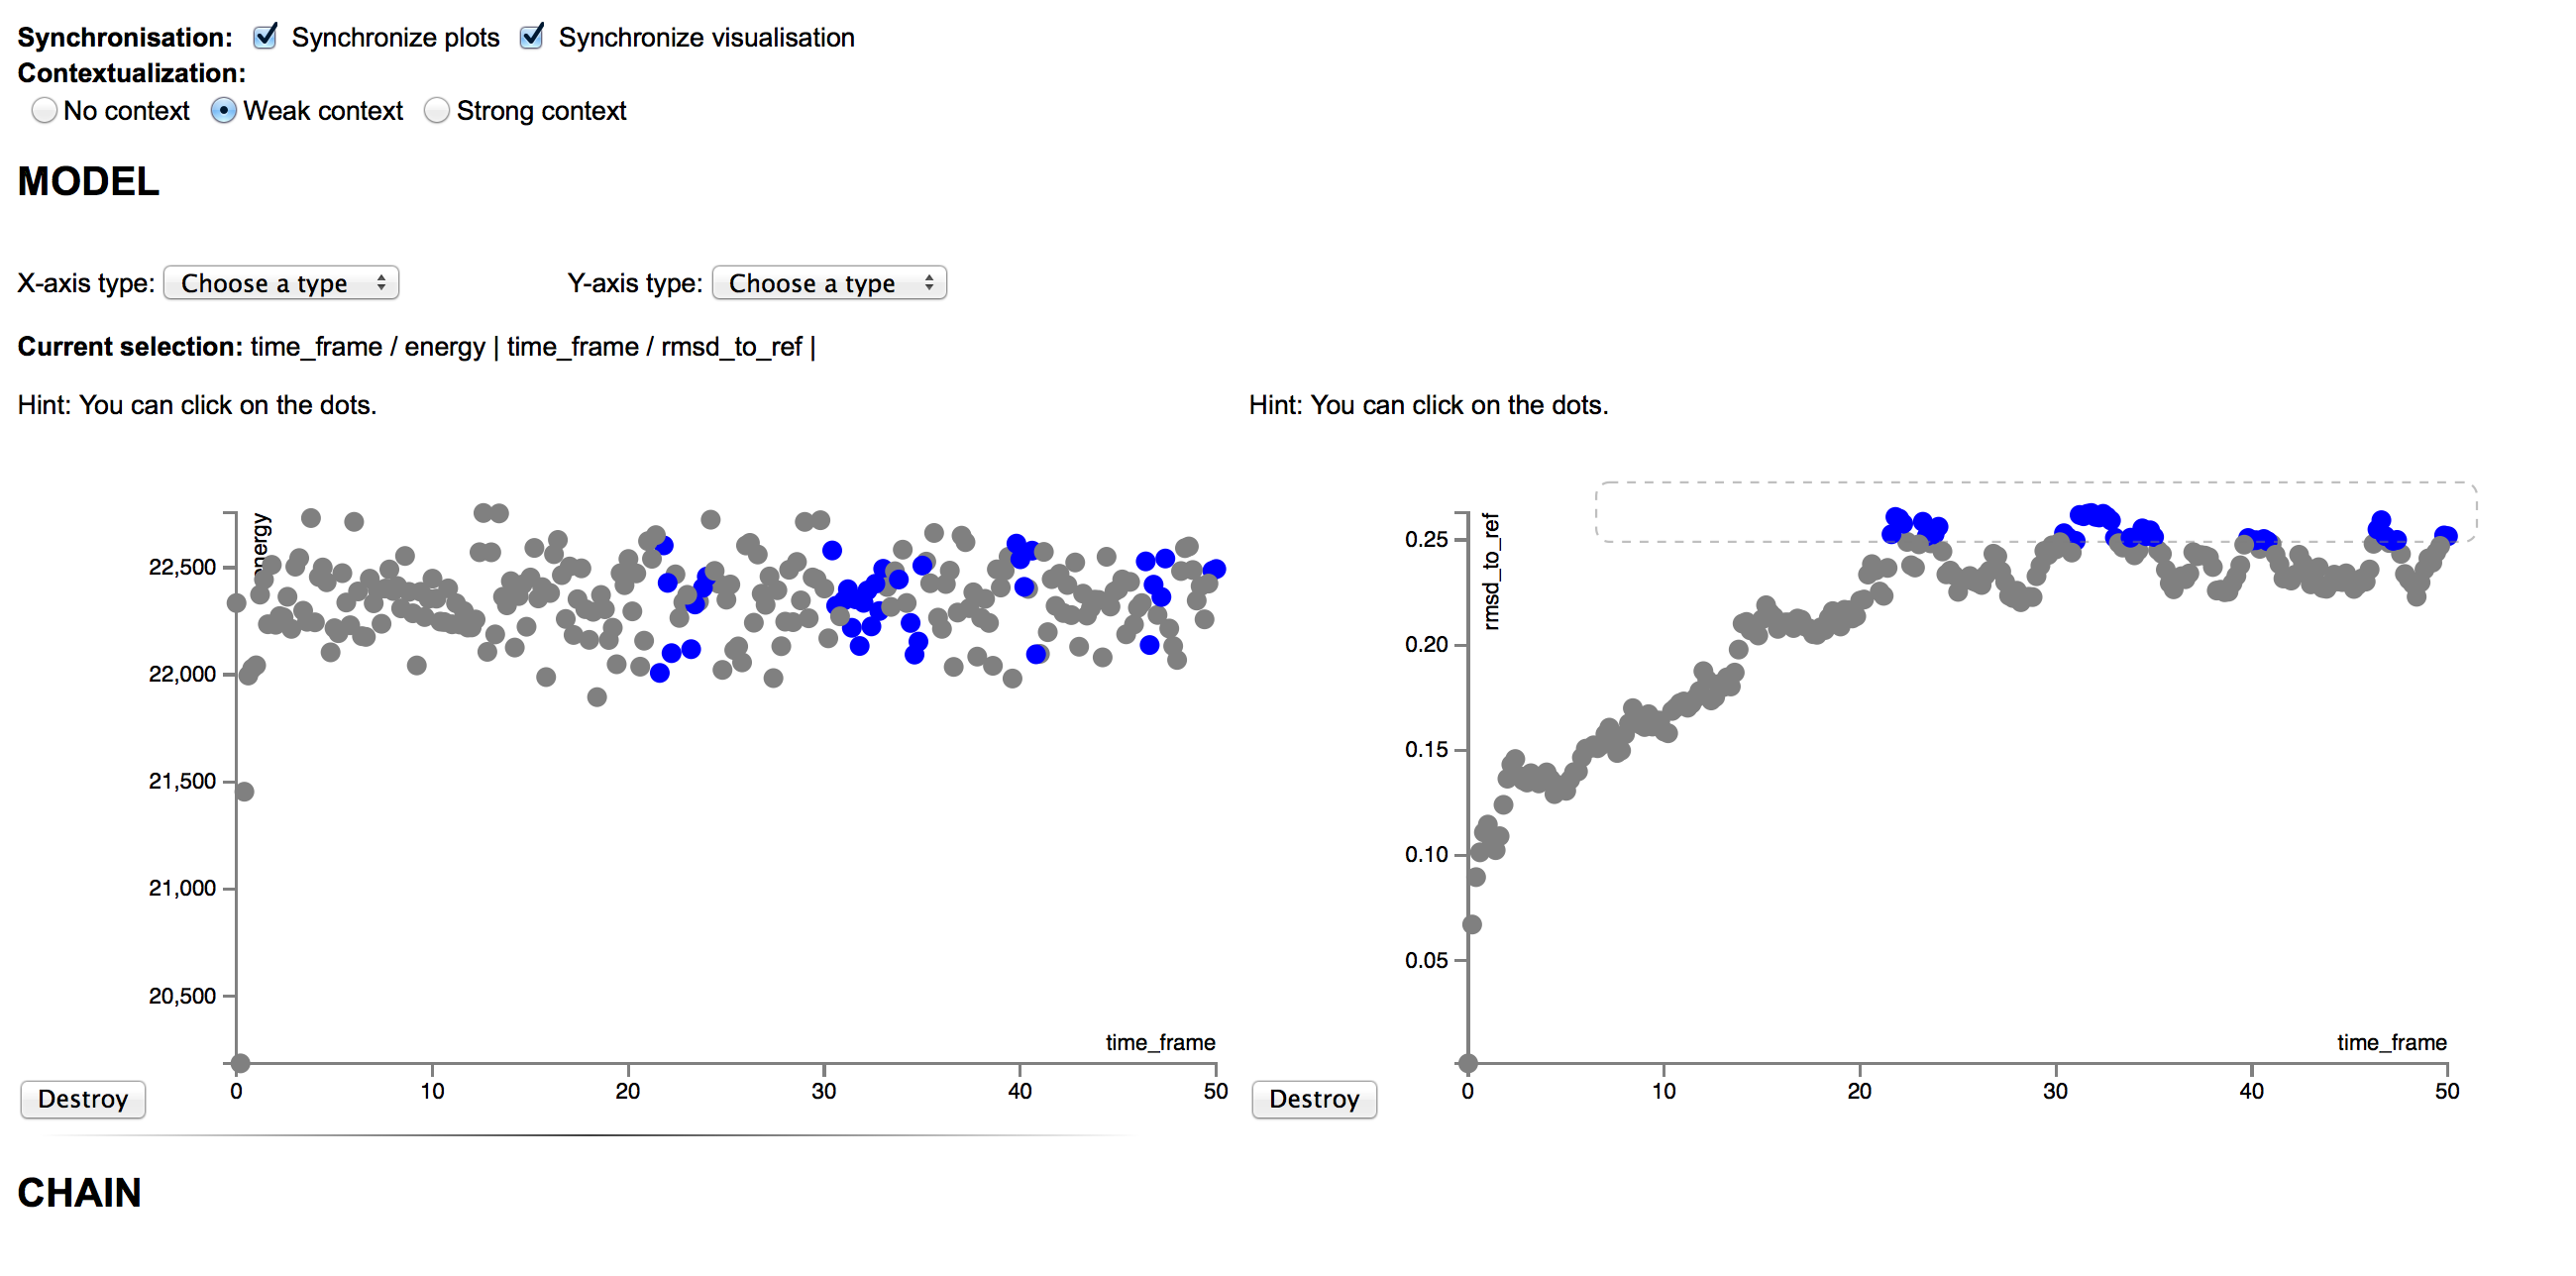 Synchronisation: Synchronize plots Synchronize visualisation
Contextualization:
No context Weak context Strong context
MODEL
X-axis type: Choose a type Y-axis type: Choose a type
Current selection: time_frame / energy | time_frame / rmsd_to_ref |
Hint: You can click on the dots. Hint: You can click on the dots.
energy
22,500
22,000
21,500
21,000
20,500
time_frame
0 10 20 30 40 50
Destroy
rmsd_to_ref
0.25
0.20
0.15
0.10
0.05
time_frame
0 10 20 30 40 50
Destroy
CHAIN